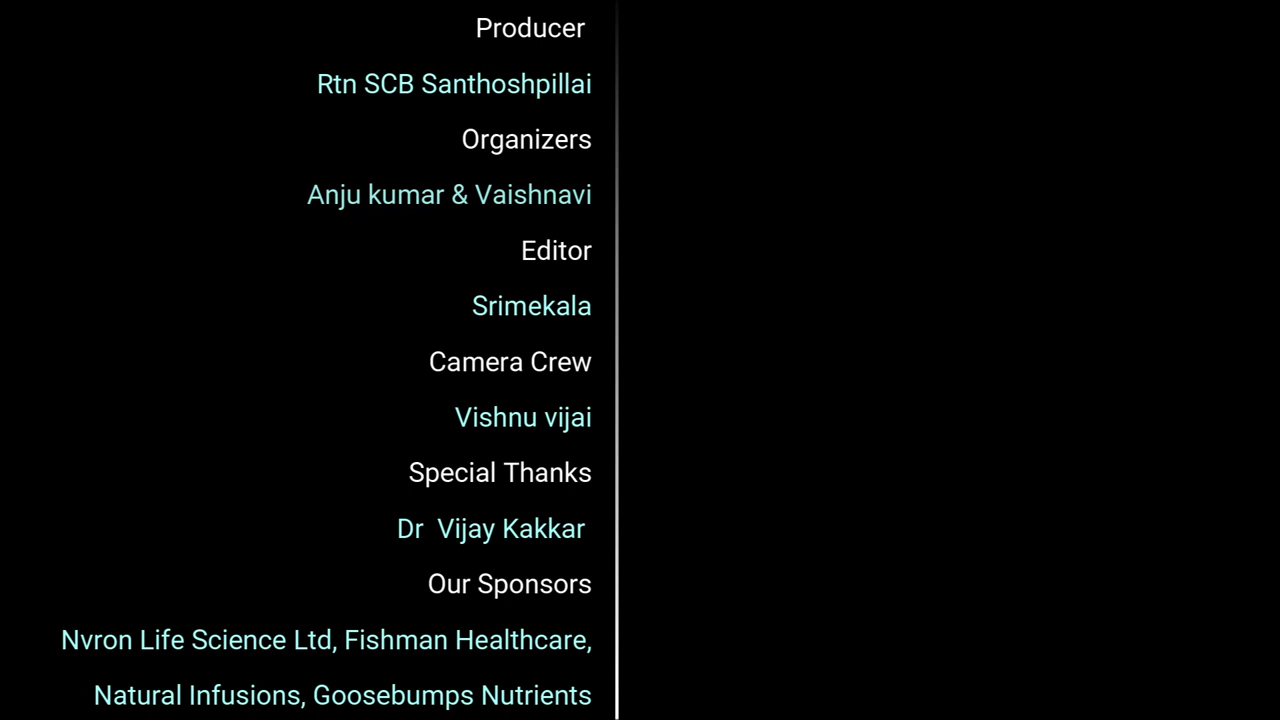 Producer
Rtn SCB Santhoshpillai
Organizers
Anju kumar & Vaishnavi
Editor
Srimekala
Camera Crew
Vishnu vijai
Special Thanks
Dr  Vijay Kakkar
Our Sponsors
Nvron Life Science Ltd, Fishman Healthcare,
Natural Infusions, Goosebumps Nutrients